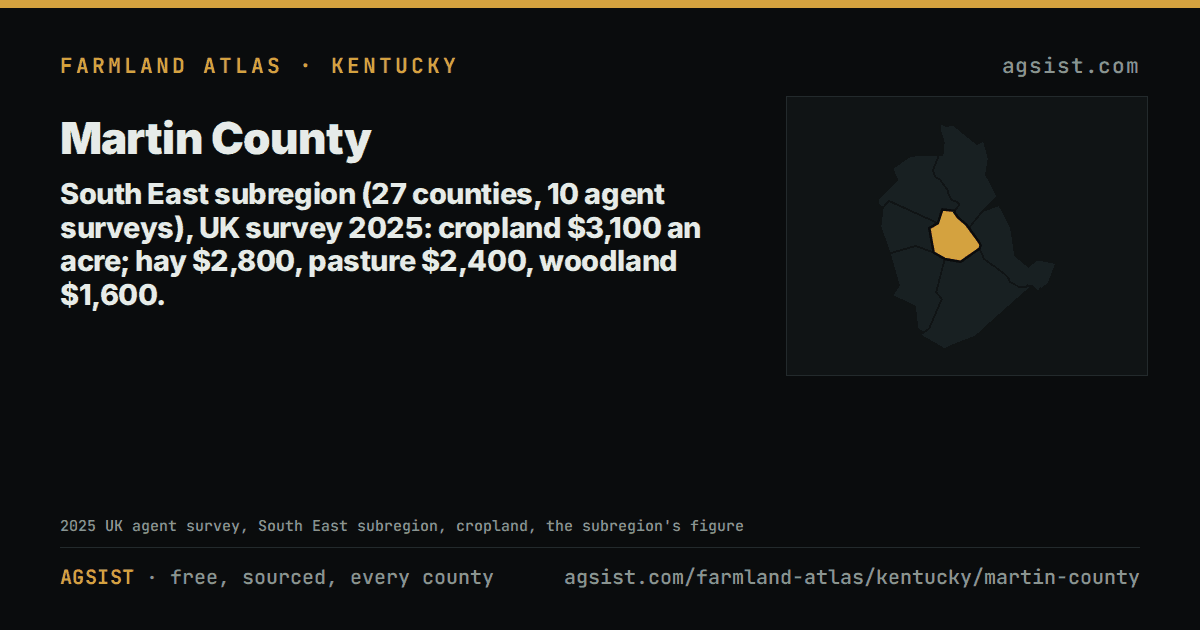 FARMLAND ATLAS · KENTUCKY
agsist.com
Martin County
South East subregion (27 counties, 10 agent
surveys), UK survey 2025: cropland $3,100 an
acre; hay $2,800, pasture $2,400, woodland
$1,600.
2025 UK agent survey, South East subregion, cropland, the subregion's figure
AGSIST · free, sourced, every county
agsist.com/farmland-atlas/kentucky/martin-county